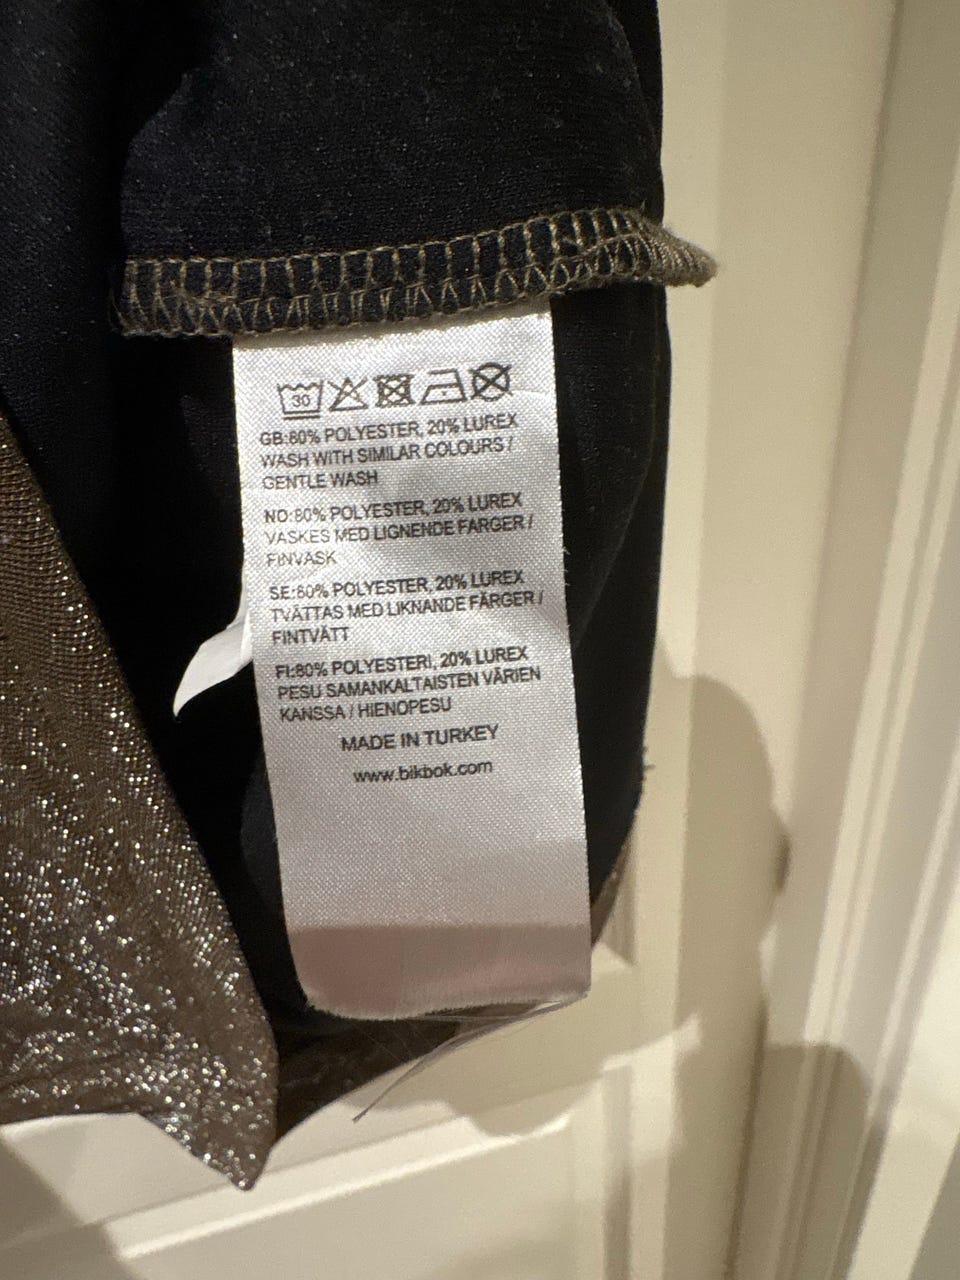 30
GB:80% POLYESTER, 20% LUREX
WASH WITH SIMILAR COLOURS /
GENTLE WASH
NO:80% POLYESTER, 20% LUREX
VASKES MED LIGNENDE FARGER /
FINVASK
SE:80% POLYESTER, 20% LUREX
TVÄTTAS MED LIKNANDE FÄRGER /
FINTVÄTT
FI:80% POLYESTERI, 20% LUREX
PESU SAMANKALTAISTEN VÄRIEN
KANSSA / HIENOPESU
MADE IN TURKEY
www.bikbok.com